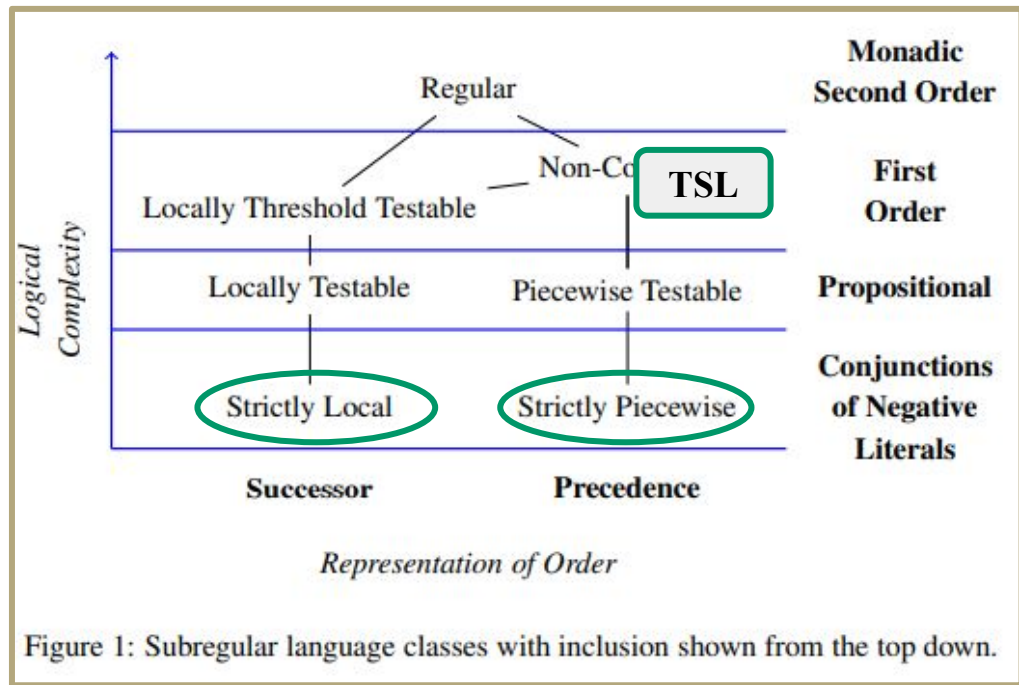 Monadic
Second Order
Regular
Non-Co
TSL
First
Order
Locally Threshold Testable
Logical
Complexity
Locally Testable
Piecewise Testable
Propositional
Conjunctions
of Negative
Literals
Strictly Local
Strictly Piecewise
Successor
Precedence
Representation of Order
Figure 1: Subregular language classes with inclusion shown from the top down.